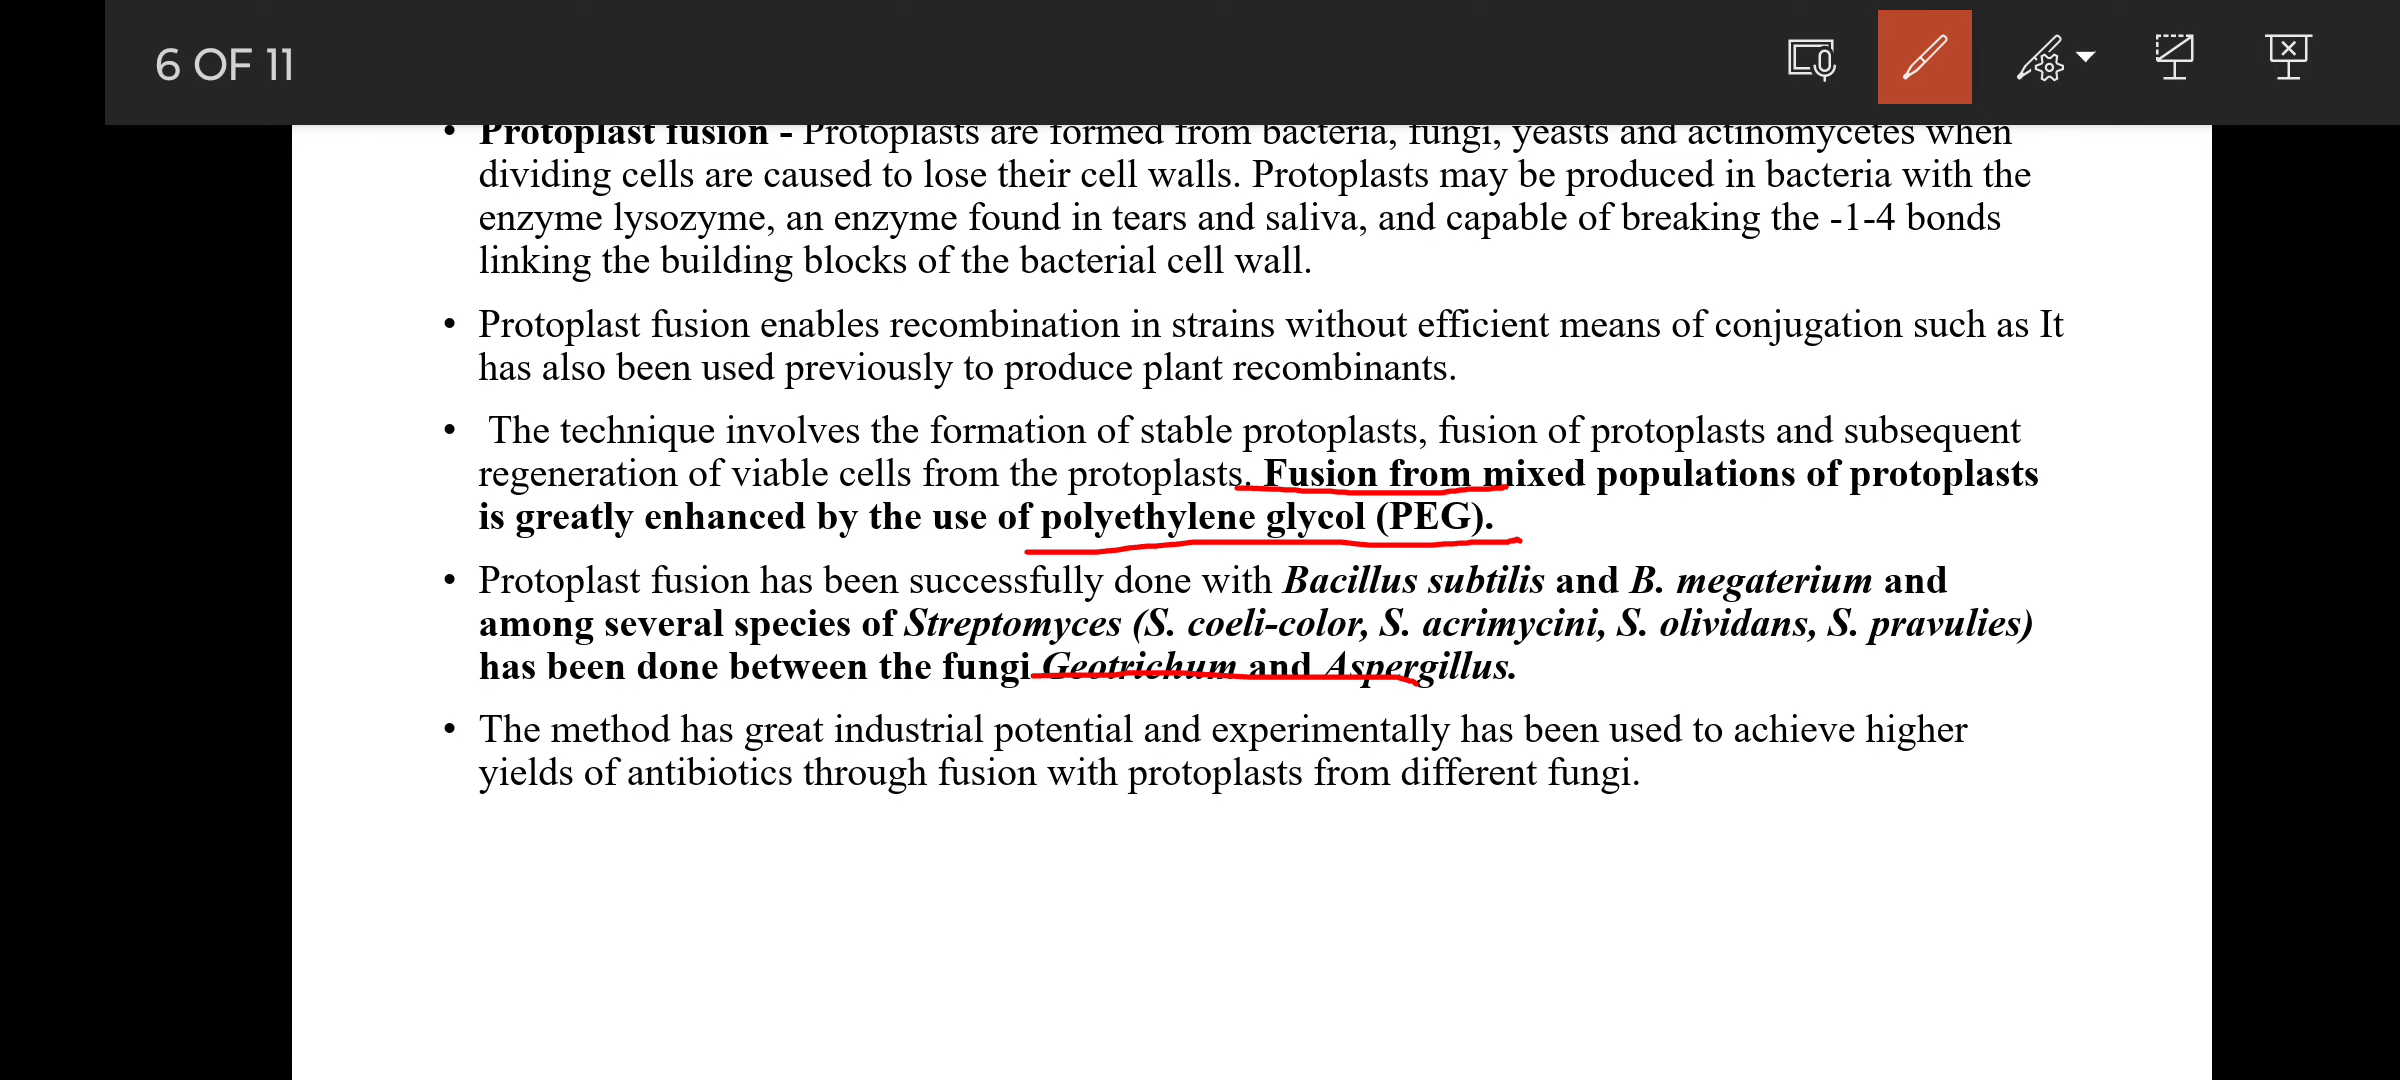 6 OF 11
• Protoplast fusion - Protoplasts are formed from bacteria, fungi, yeasts and actinomycetes when
dividing cells are caused to lose their cell walls. Protoplasts may be produced in bacteria with the
enzyme lysozyme, an enzyme found in tears and saliva, and capable of breaking the -1-4 bonds
linking the building blocks of the bacterial cell wall.
• Protoplast fusion enables recombination in strains without efficient means of conjugation such as It
has also been used previously to produce plant recombinants.
• The technique involves the formation of stable protoplasts, fusion of protoplasts and subsequent
regeneration of viable cells from the protoplasts. Fusion from mixed populations of protoplasts
is greatly enhanced by the use of polyethylene glycol (PEG).
• Protoplast fusion has been successfully done with Bacillus subtilis and B. megaterium and
among several species of Streptomyces (S. coeli-color, S. acrimycini, S. olividans, S. pravulies)
has been done between the fungi Geotrichum and Aspergillus.
• The method has great industrial potential and experimentally has been used to achieve higher
yields of antibiotics through fusion with protoplasts from different fungi.